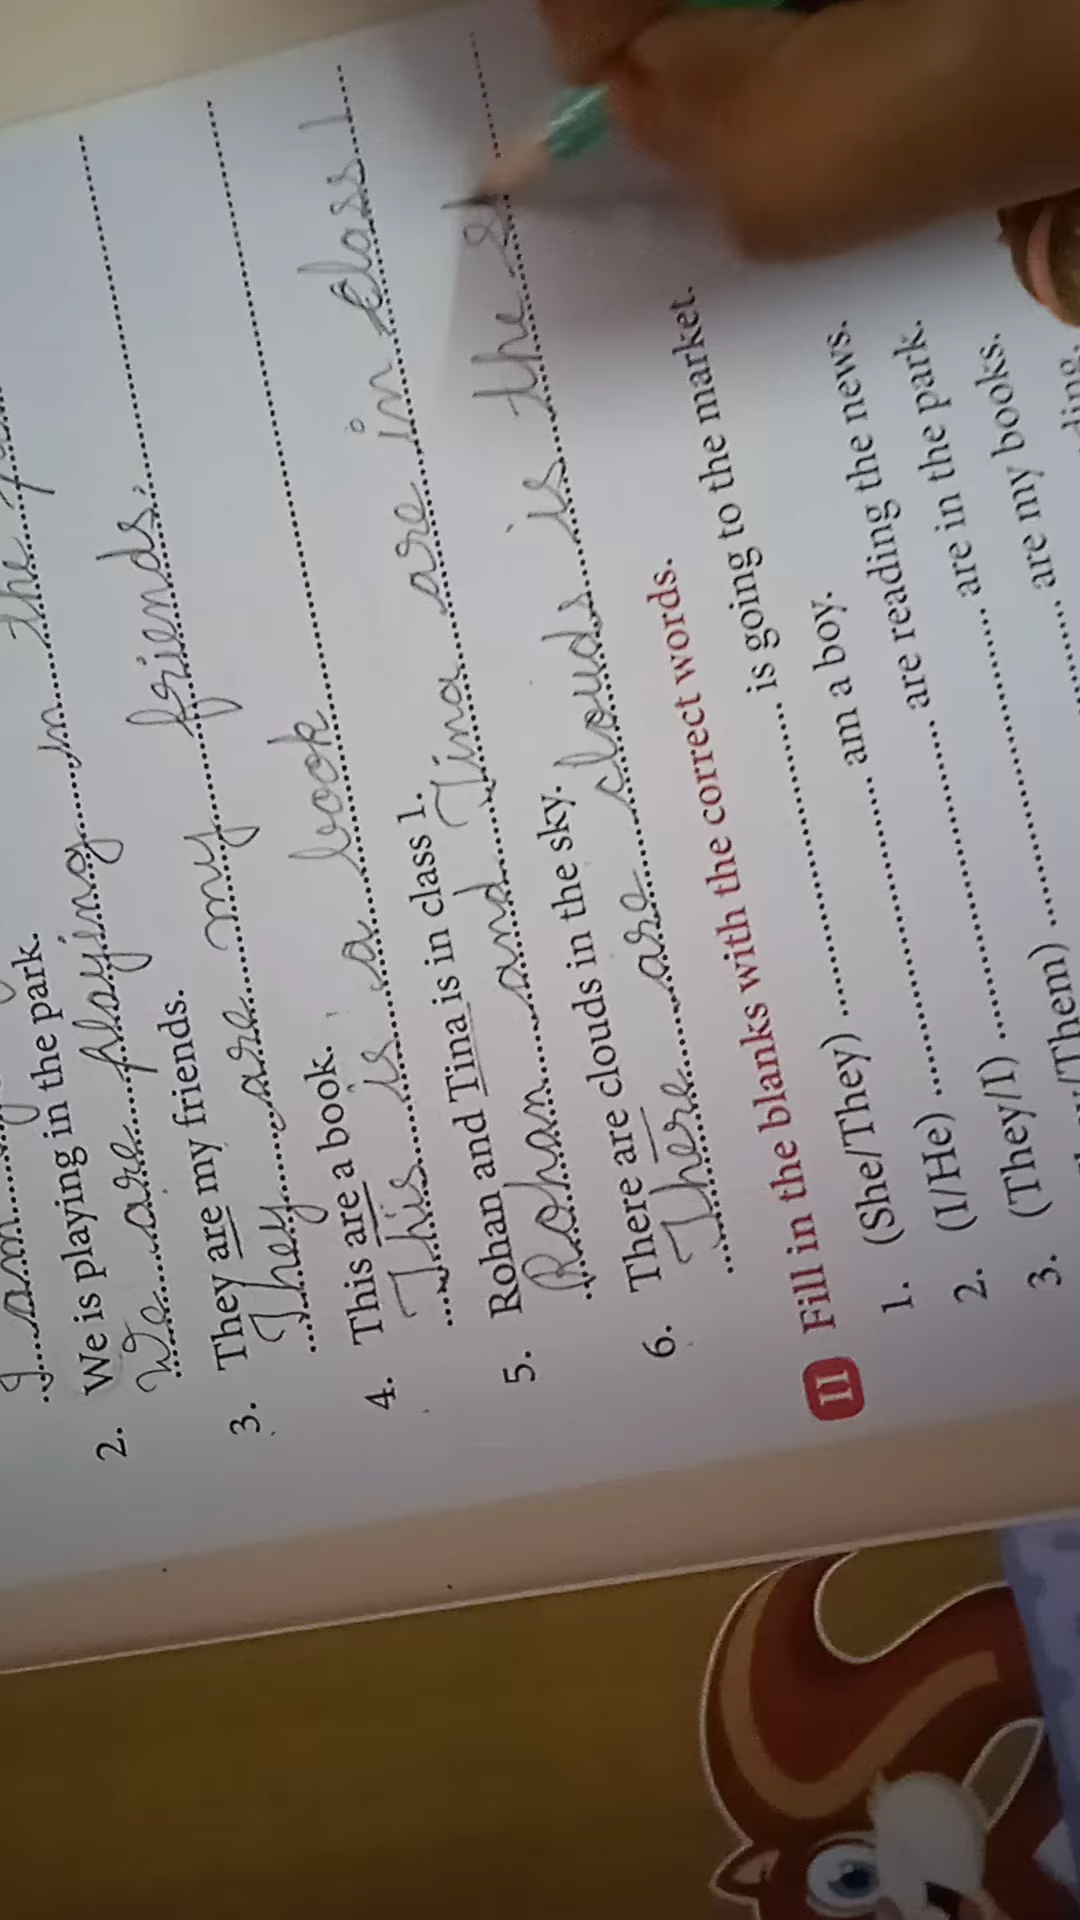 I am
2. We is playing in the park.
We are playing in the
3. They are my friends.
They are my friends.
4. This are a book.
This is a book
5. Rohan and Tina is in class 1.
Rohan and Tina are in class 1
6. There are clouds in the sky.
There are clouds is the s
II Fill in the blanks with the correct words.
1. (She/They) is going to the market.
2. (I/He) am a boy.
3. (They/I) are reading the news.
are in the park.
/Them) are my books.